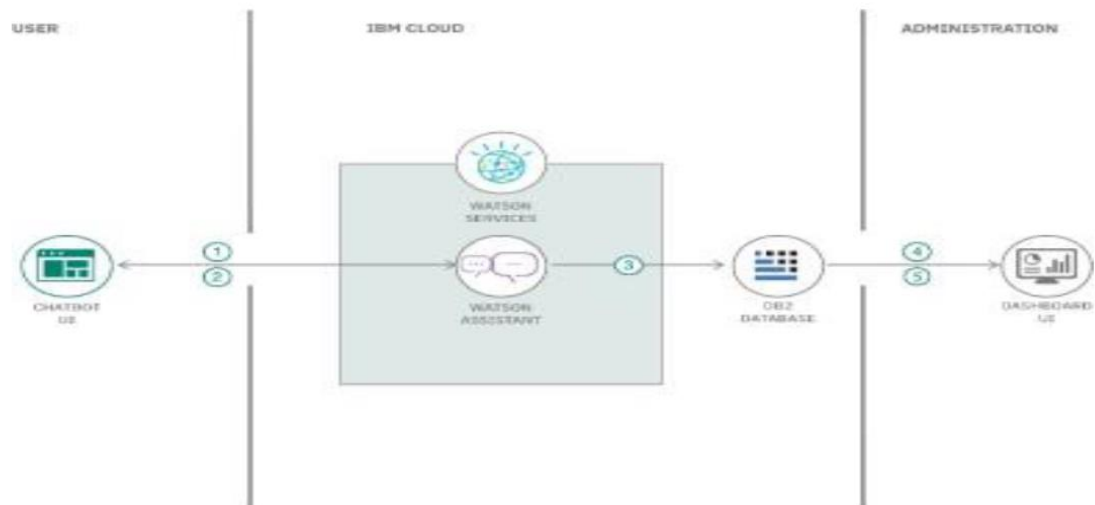 USER
IBM CLOUD
ADMINISTRATION
WATSON
SERVICES
1
2
3
4
5
CHATBOT
UI
WATSON
ASSISTANT
DB2
DATABASE
DASHBOARD
UI